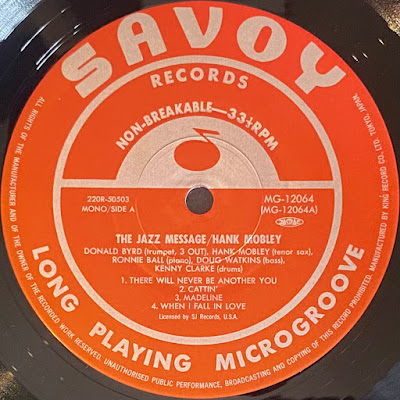 SAVOY
RECORDS
NON-BREAKABLE—33⅓RPM
220R-50503
MONO/SIDE A
MG-12064
(MG-12064A)
THE JAZZ MESSAGE/HANK MOBLEY
DONALD BYRD(trumpet, 3 OUT), HANK MOBLEY(tenor sax),
RONNIE BALL(piano), DOUG WATKINS(bass),
KENNY CLARKE(drums)
1. THERE WILL NEVER BE ANOTHER YOU
2. CATTIN'
3. MADELINE
4. WHEN I FALL IN LOVE
Licensed by SJ Records, U.S.A.
LONG PLAYING MICROGROOVE
ALL RIGHTS OF THE MANUFACTURER AND OF THE OWNER OF THE RECORDED WORK RESERVED. UNAUTHORISED PUBLIC PERFORMANCE, BROADCASTING AND COPYING OF THIS RECORD PROHIBITED. MANUFACTURED BY KING RECORD CO., LTD. TOKYO, JAPAN.